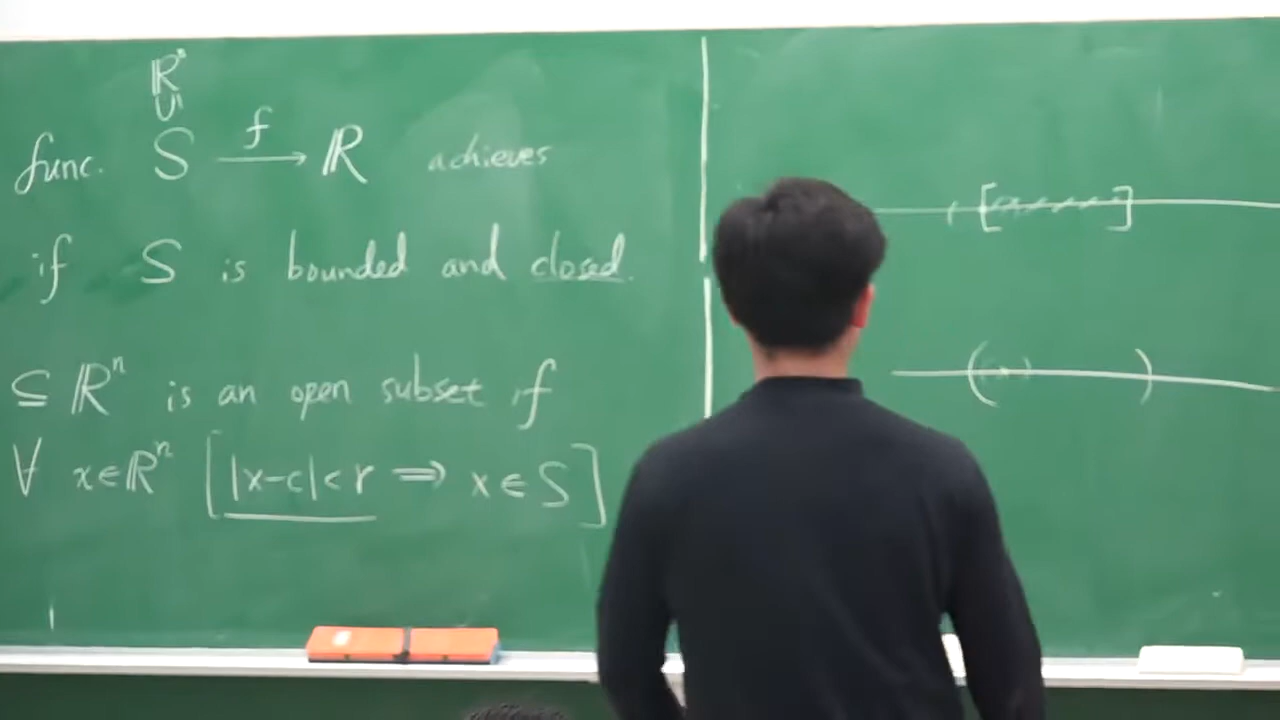 ℝⁿ
∪|
func. S →^f ℝ achieves
if S is bounded and closed.
⊆ ℝⁿ is an open subset if
∀ x∈ℝⁿ [|x-c|<r ⇒ x∈S]